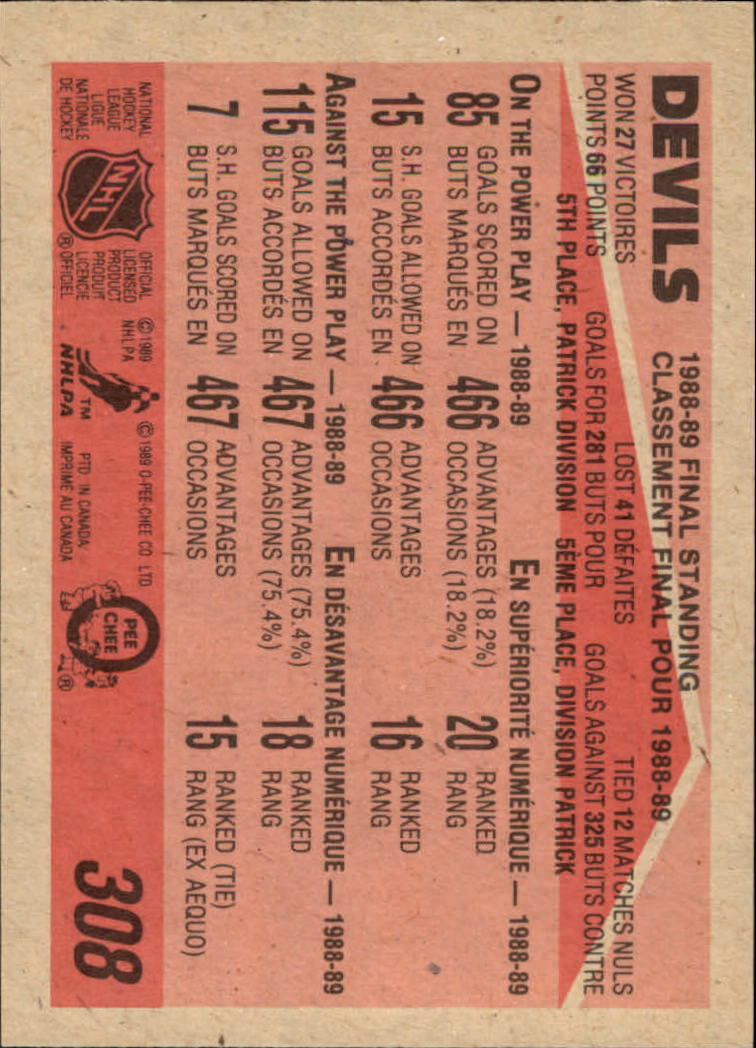 DEVILS
1988-89 FINAL STANDING
CLASSEMENT FINAL POUR 1988-89
WON 27 VICTOIRES LOST 41 DÉFAITES TIED 12 MATCHES NULS
POINTS 66 POINTS GOALS FOR 281 BUTS POUR GOALS AGAINST 325 BUTS CONTRE
5TH PLACE, PATRICK DIVISION 5ÈME PLACE, DIVISION PATRICK
ON THE POWER PLAY — 1988-89 EN SUPÉRIORITÉ NUMÉRIQUE — 1988-89
85 GOALS SCORED ON 466 ADVANTAGES (18.2%) 20 RANKED
BUTS MARQUÉS EN OCCASIONS (18.2%) RANG
15 S.H. GOALS ALLOWED ON 466 ADVANTAGES 16 RANKED
BUTS ACCORDÉS EN OCCASIONS RANG
AGAINST THE POWER PLAY — 1988-89 EN DÉSAVANTAGE NUMÉRIQUE — 1988-89
115 GOALS ALLOWED ON 467 ADVANTAGES (75.4%) 18 RANKED
BUTS ACCORDÉS EN OCCASIONS (75.4%) RANG
7 S.H. GOALS SCORED ON 467 ADVANTAGES 15 RANKED (TIE)
BUTS MARQUÉS EN OCCASIONS RANG (EX AEQUO)
NATIONAL
HOCKEY
LEAGUE
LIGUE
NATIONALE
DE HOCKEY
NHL
OFFICIAL
LICENSED
PRODUCT
PRODUIT
LICENCIE
® OFFICIEL
© 1989
NHLPA
TM
NHLPA
© 1989 O-PEE-CHEE CO LTD
PTD. IN CANADA
IMPRIMÉ AU CANADA
O
PEE
CHEE
®
308